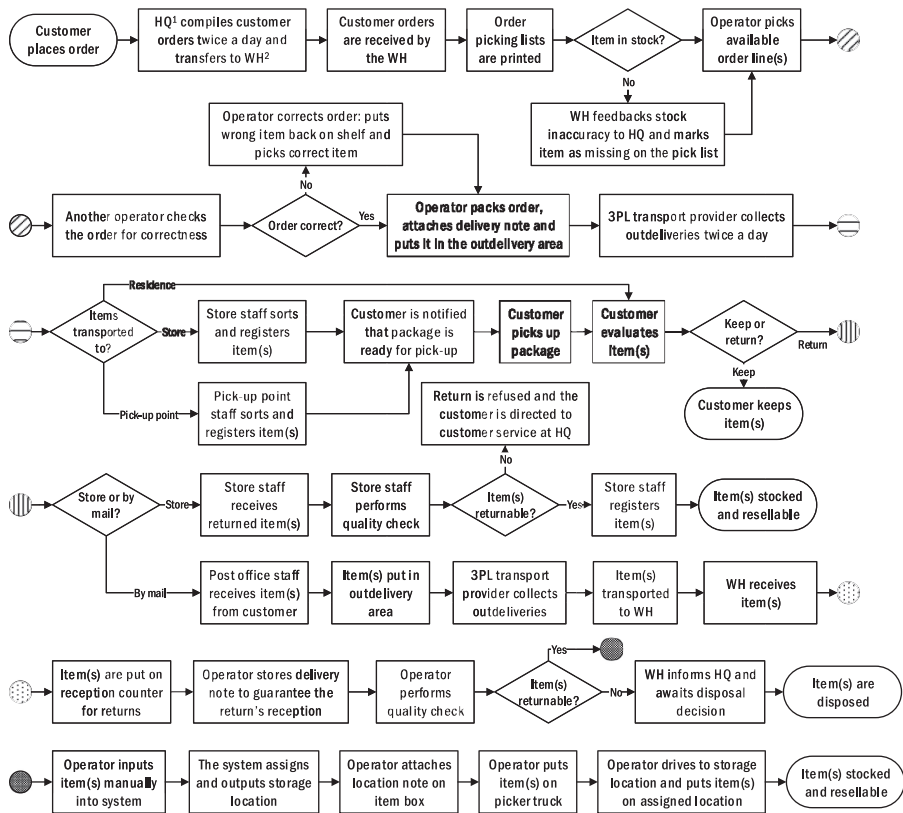 Customer
places order
HQ¹ compiles customer
orders twice a day and
transfers to WH²
Customer orders
are received by
the WH
Order
picking lists
are printed
Item in stock?
Operator picks
available
order line(s)
No
WH feedbacks stock
inaccuracy to HQ and marks
item as missing on the pick list
Operator corrects order: puts
wrong item back on shelf and
picks correct item
No
Another operator checks
the order for correctness
Order correct?
Yes
Operator packs order,
attaches delivery note and
puts it in the outdelivery area
3PL transport provider collects
outdeliveries twice a day
Residence
Items
transported
to?
Store
Store staff sorts
and registers
item(s)
Customer is notified
that package is
ready for pick-up
Customer
picks up
package
Customer
evaluates
item(s)
Keep or
return?
Return
Keep
Customer keeps
item(s)
Pick-up point
Pick-up point
staff sorts and
registers item(s)
Return is refused and the
customer is directed to
customer service at HQ
No
Store or by
mail?
Store
Store staff
receives
returned item(s)
Store staff
performs
quality check
Item(s)
returnable?
Yes
Store staff
registers
item(s)
Item(s) stocked
and resellable
By mail
Post office staff
receives item(s)
from customer
Item(s) put in
outdelivery
area
3PL transport
provider collects
outdeliveries
Item(s)
transported
to WH
WH receives
item(s)
Yes
Item(s) are put on
reception counter
for returns
Operator stores delivery
note to guarantee the
return's reception
Operator
performs
quality check
Item(s)
returnable?
No
WH informs HQ and
awaits disposal
decision
Item(s) are
disposed
Operator inputs
item(s) manually
into system
The system assigns
and outputs storage
location
Operator attaches
location note on
item box
Operator puts
item(s) on
picker truck
Operator drives to storage
location and puts item(s)
on assigned location
Item(s) stocked
and resellable